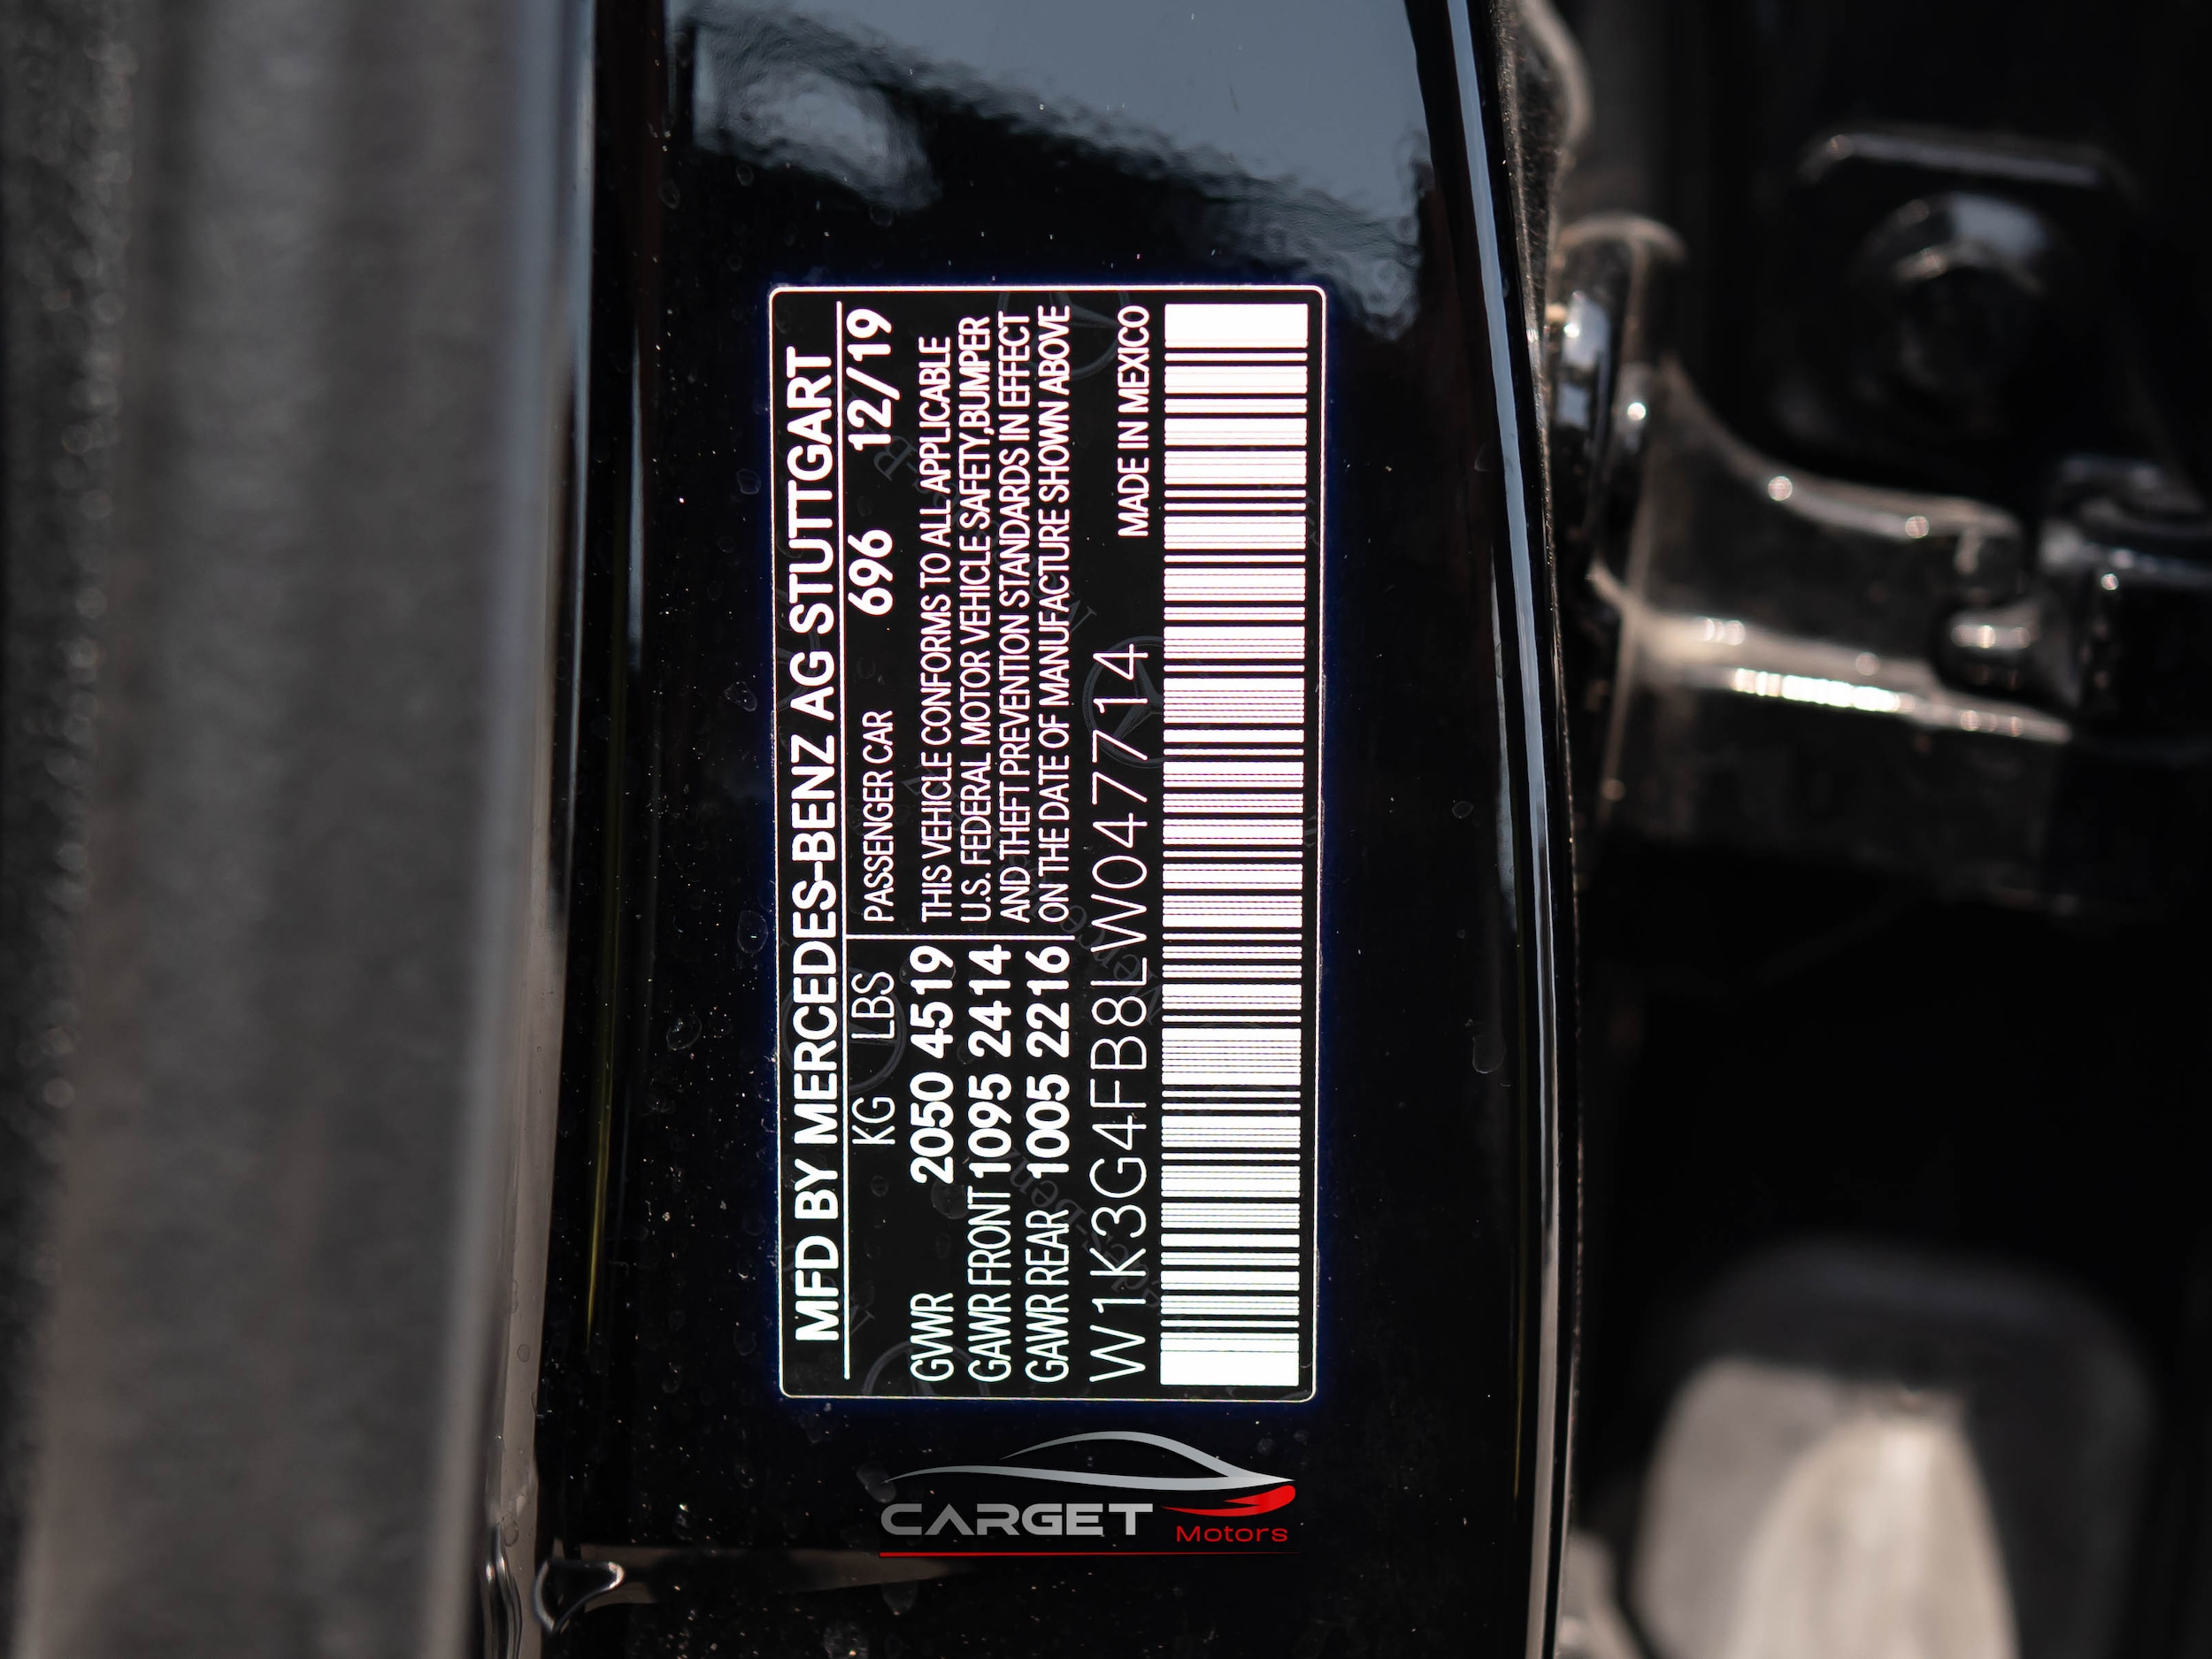 MFD BY MERCEDES-BENZ AG STUTTGART
KG LBS
GVWR 2050 4519
GAWR FRONT 1095 2414
GAWR REAR 1005 2216
PASSENGER CAR 696 12/19
THIS VEHICLE CONFORMS TO ALL APPLICABLE
U.S. FEDERAL MOTOR VEHICLE SAFETY,BUMPER
AND THEFT PREVENTION STANDARDS IN EFFECT
ON THE DATE OF MANUFACTURE SHOWN ABOVE
W1K3G4FB8LW047714
MADE IN MEXICO
CARGET
Motors